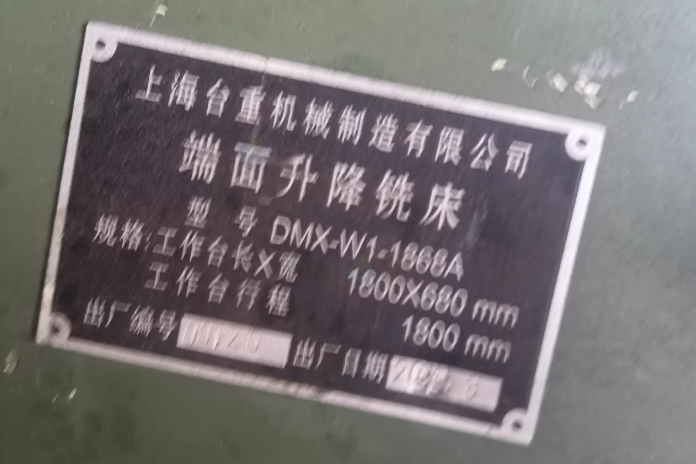 上海台重机械制造有限公司
端面升降铣床
型号 DMX-W1-1868A
规格:工作台长X宽 1800X680 mm
工作台行程 1800 mm
出厂编号 出厂日期